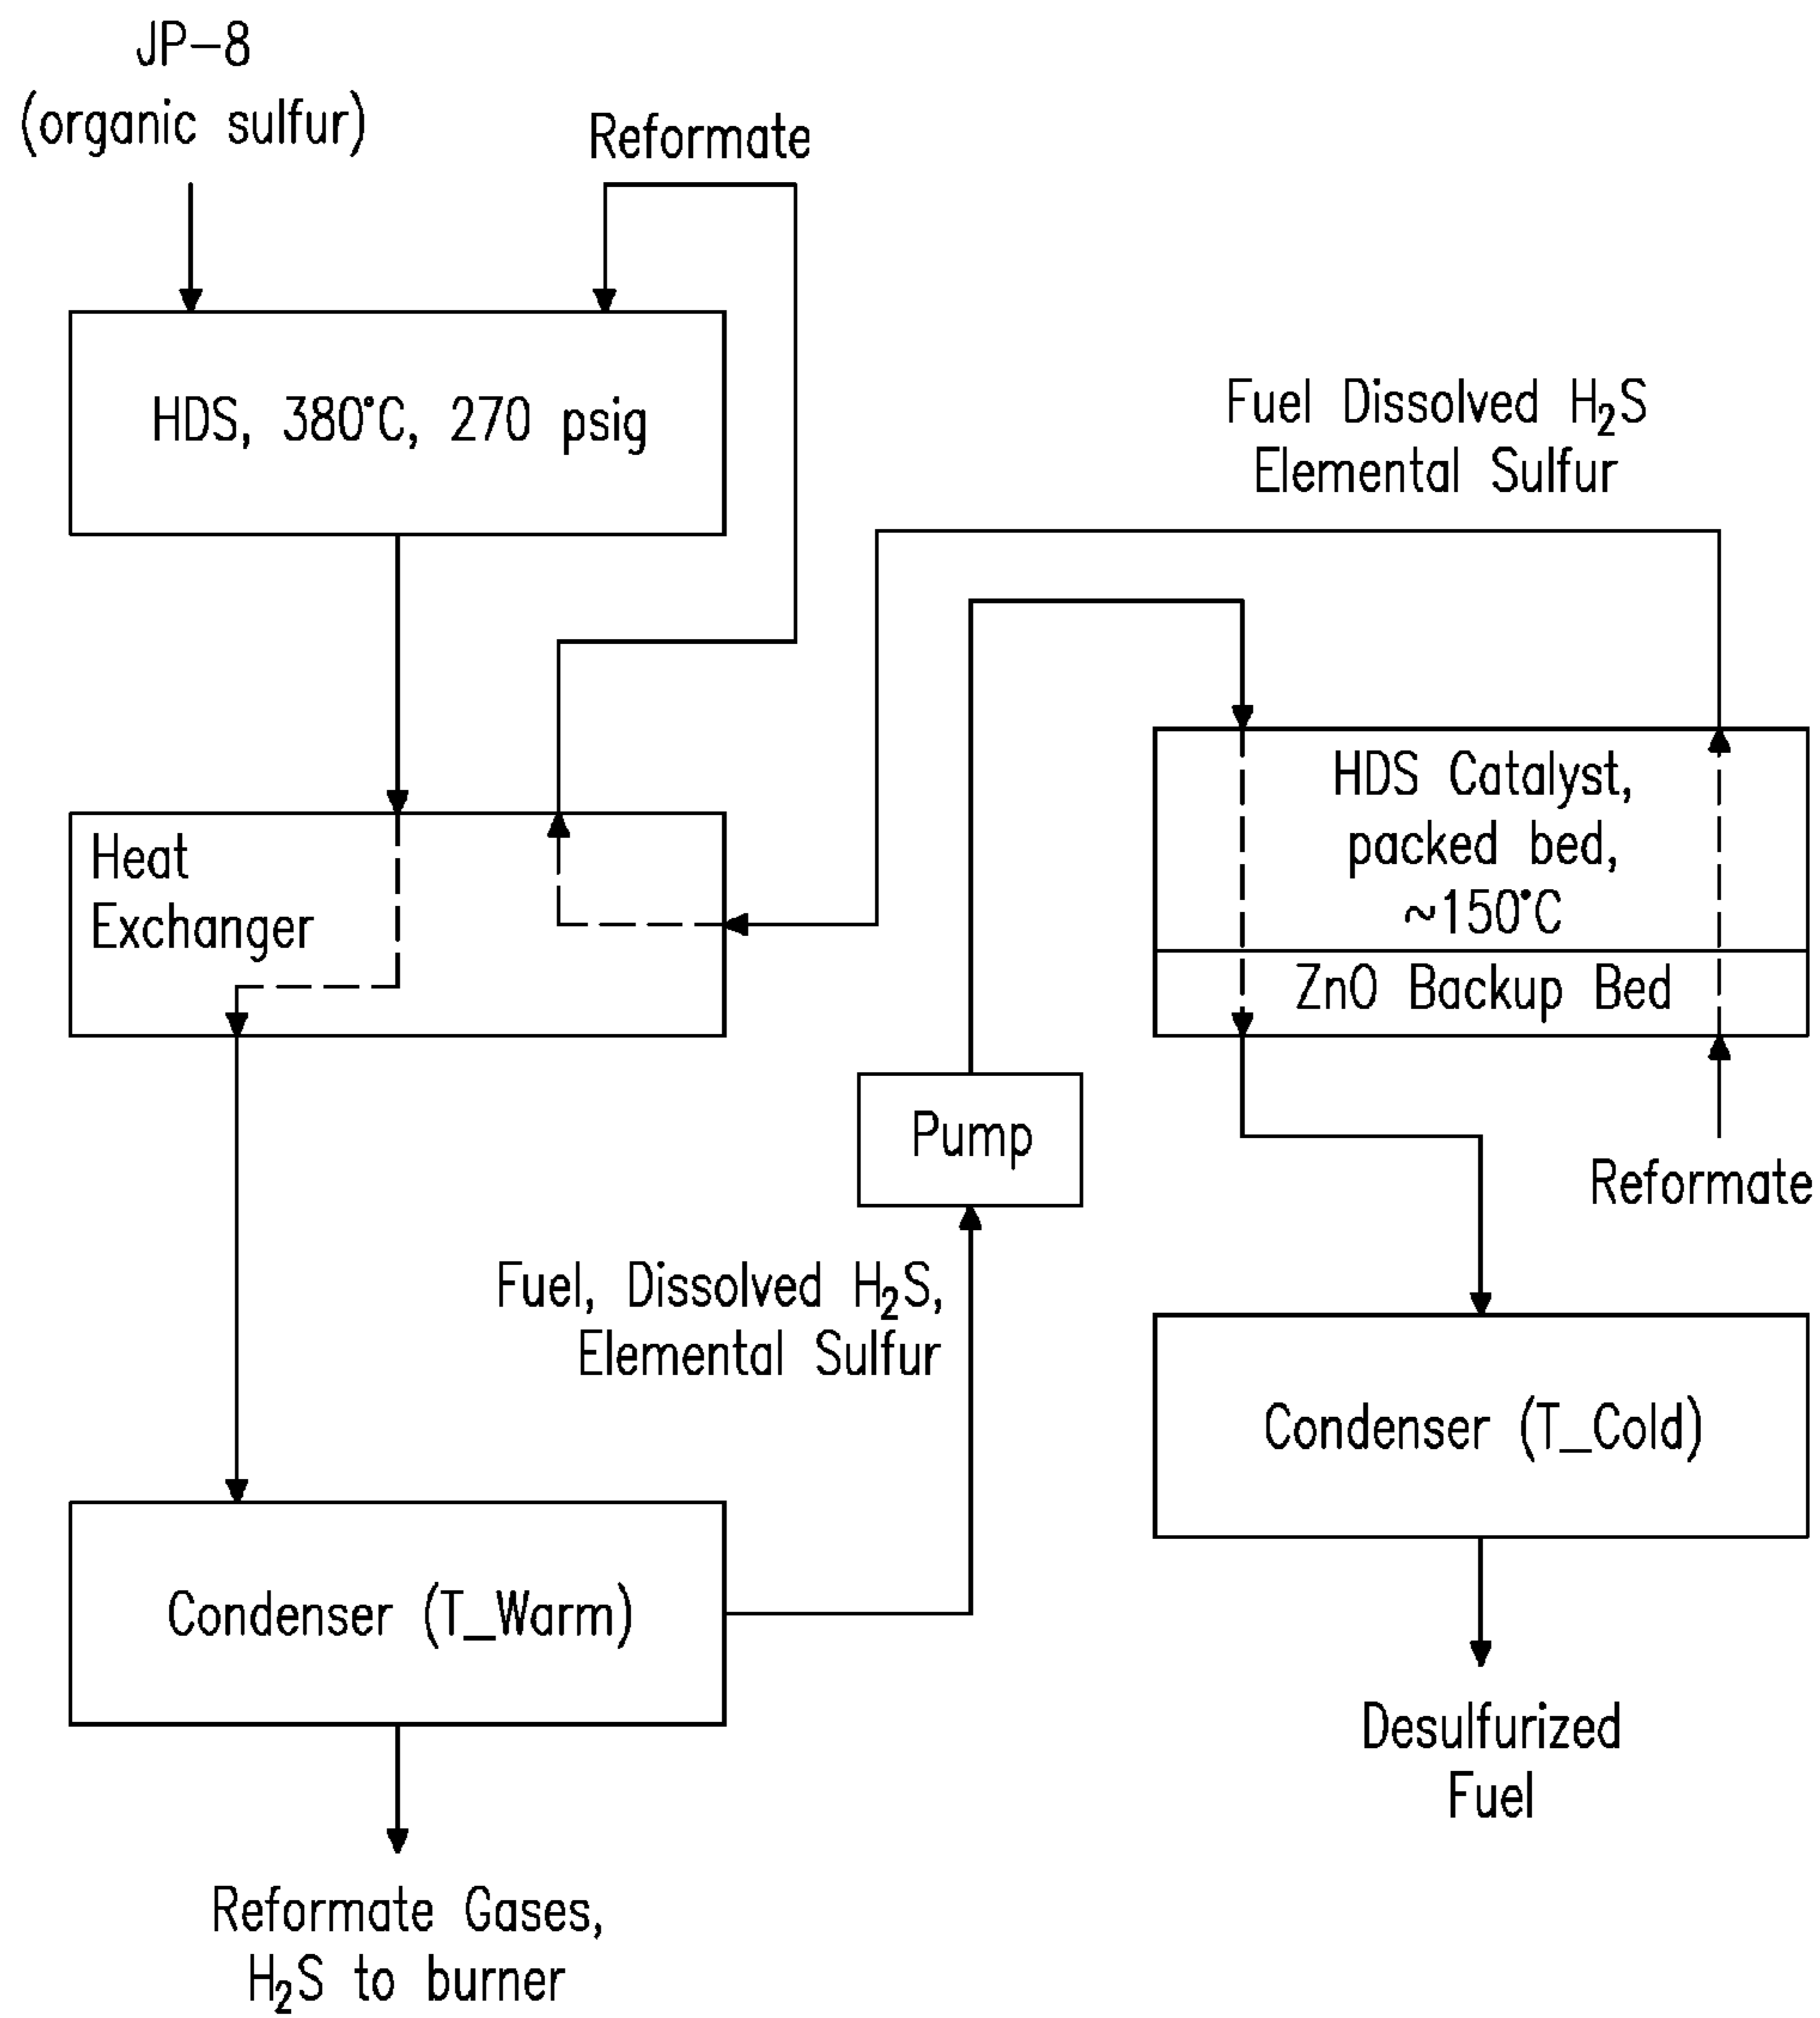 JP-8
(organic sulfur)
Reformate
HDS, 380°C, 270 psig
Fuel Dissolved H₂S
Elemental Sulfur
HDS Catalyst,
packed bed,
~150°C
ZnO Backup Bed
Heat
Exchanger
Pump
Reformate
Fuel, Dissolved H₂S,
Elemental Sulfur
Condenser (T_Cold)
Condenser (T_Warm)
Desulfurized
Fuel
Reformate Gases,
H₂S to burner